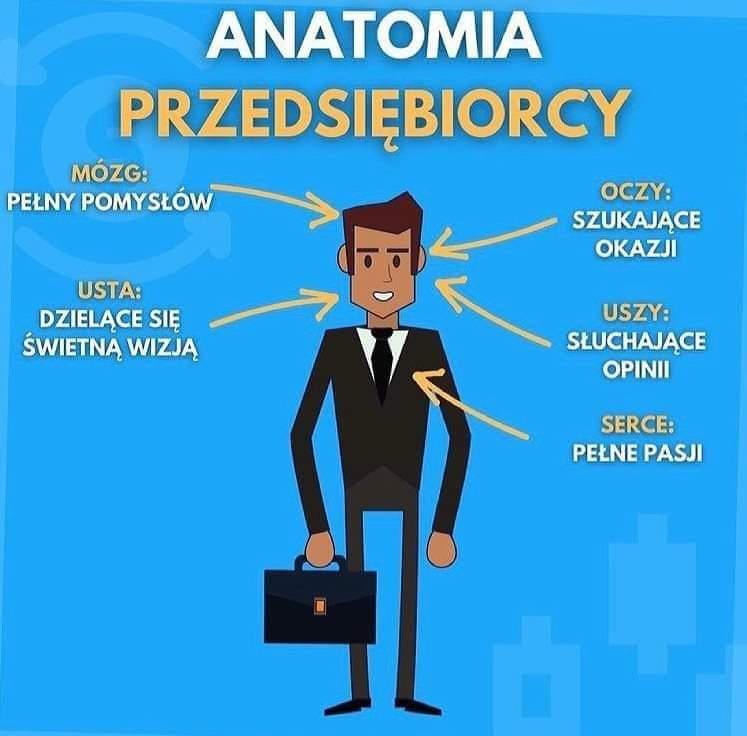 ANATOMIA
PRZEDSIĘBIORCY
MÓZG:
PEŁNY POMYSŁÓW
USTA:
DZIELĄCE SIĘ
ŚWIETNĄ WIZJĄ
OCZY:
SZUKAJĄCE
OKAZJI
USZY:
SŁUCHAJĄCE
OPINII
SERCE:
PEŁNE PASJI